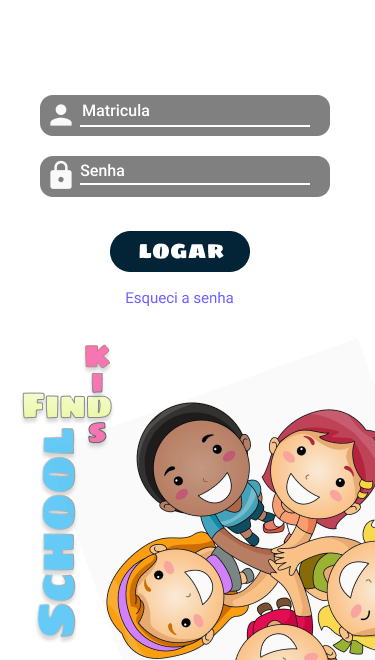 Matricula
Senha
LOGAR
Esqueci a senha
KIDS
FIND
SCHOOL